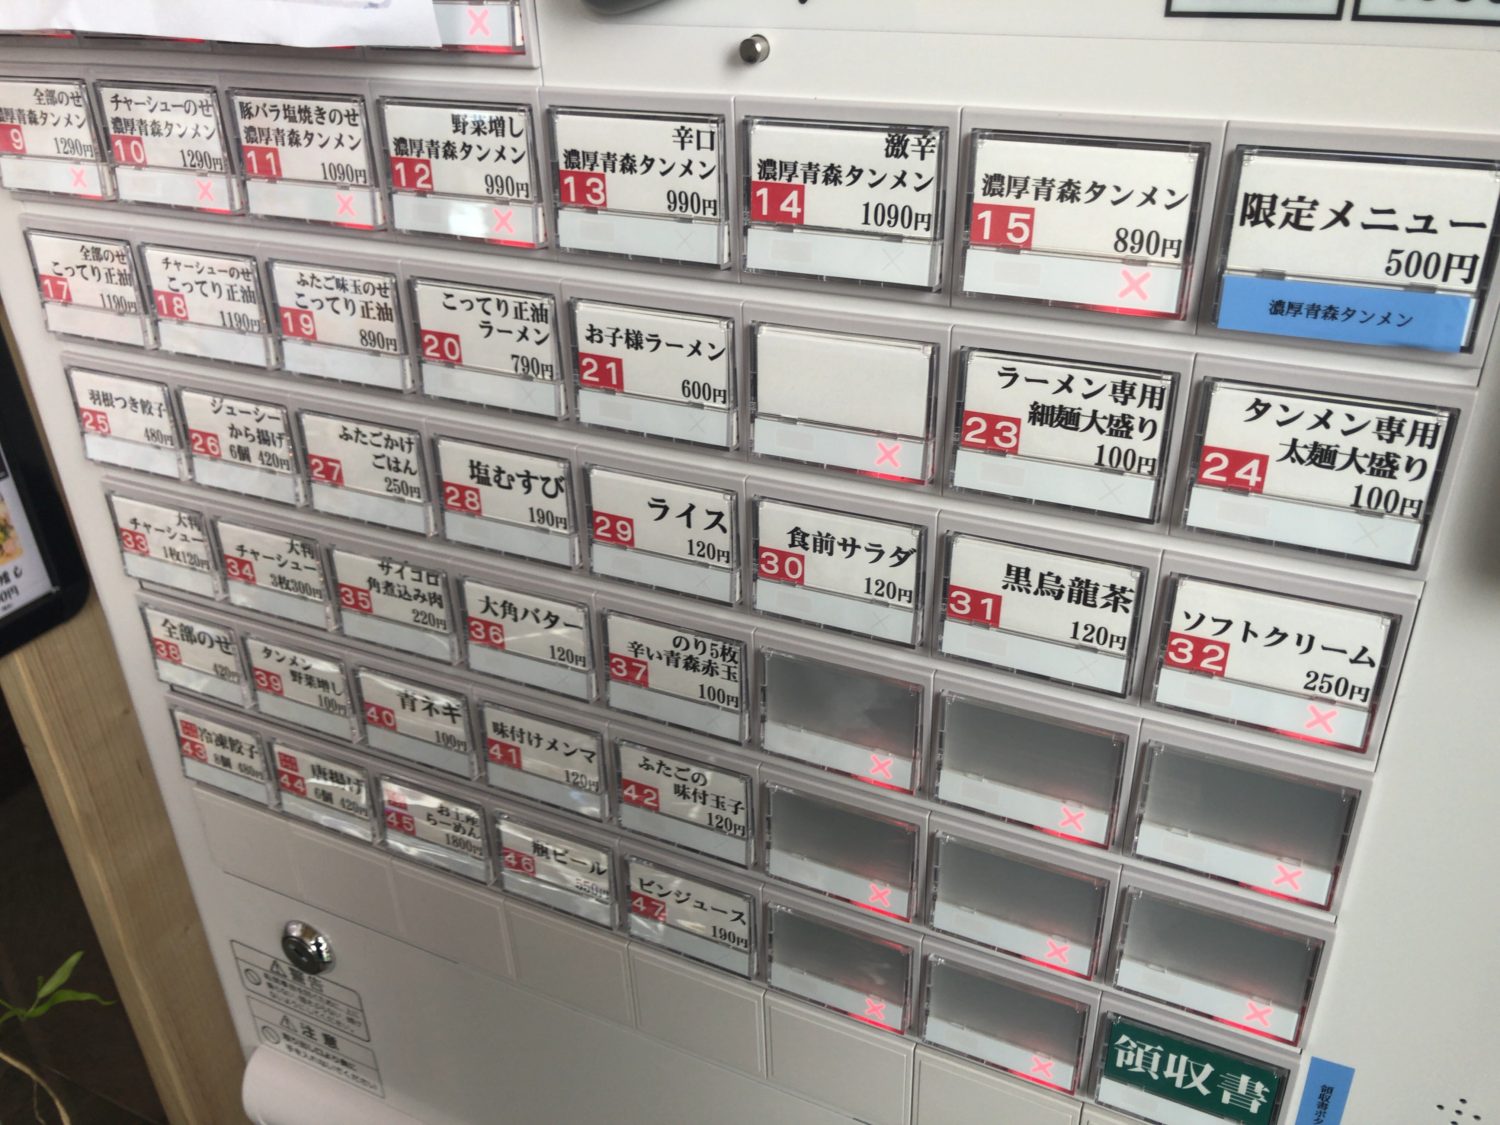 全部のせ
濃厚青森タンメン
9
1290円
チャーシューのせ
濃厚青森タンメン
10
1290円
豚バラ塩焼きのせ
濃厚青森タンメン
11
1090円
野菜増し
濃厚青森タンメン
12
990円
辛口
濃厚青森タンメン
13
990円
激辛
濃厚青森タンメン
14
1090円
濃厚青森タンメン
15
890円
限定メニュー
500円
濃厚青森タンメン
全部のせ
こってり正油
17
1190円
チャーシューのせ
こってり正油
18
1190円
ふたご味玉のせ
こってり正油
19
890円
こってり正油
ラーメン
20
790円
お子様ラーメン
21
600円
ラーメン専用
細麺大盛り
23
100円
タンメン専用
太麺大盛り
24
100円
羽根つき餃子
25
480円
ジューシー
から揚げ
26
6個 420円
ふたごかけ
ごはん
27
250円
塩むすび
28
190円
ライス
29
120円
食前サラダ
30
120円
黒烏龍茶
31
120円
ソフトクリーム
32
250円
大判
チャーシュー
33
1枚120円
大判
チャーシュー
34
3枚300円
サイコロ
角煮込み肉
35
220円
大角バター
36
120円
のり5枚
辛い青森赤玉
37
100円
全部のせ
38
420円
タンメン
野菜増し
39
100円
青ネギ
40
100円
味付けメンマ
41
120円
ふたごの
味付玉子
42
120円
冷凍餃子
43
8個 480円
唐揚げ
44
6個 420円
お土産
らーめん
45
1800円
瓶ビール
46
550円
ビンジュース
47
190円
領収書
警告
注意